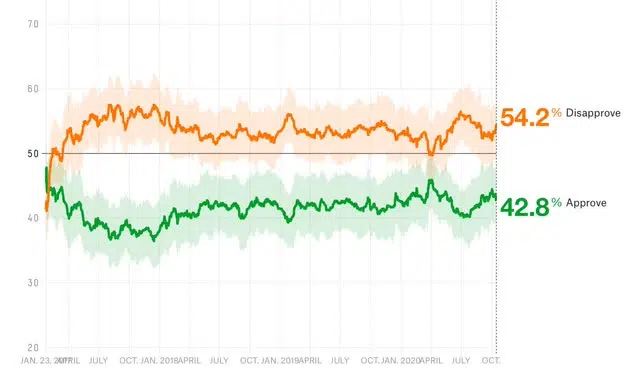 70
60
54.2% Disapprove
50
42.8% Approve
40
30
20
JAN. 23, 2017 APRIL JULY OCT. JAN. 2018 APRIL JULY OCT. JAN. 2019 APRIL JULY OCT. JAN. 2020 APRIL JULY OCT.